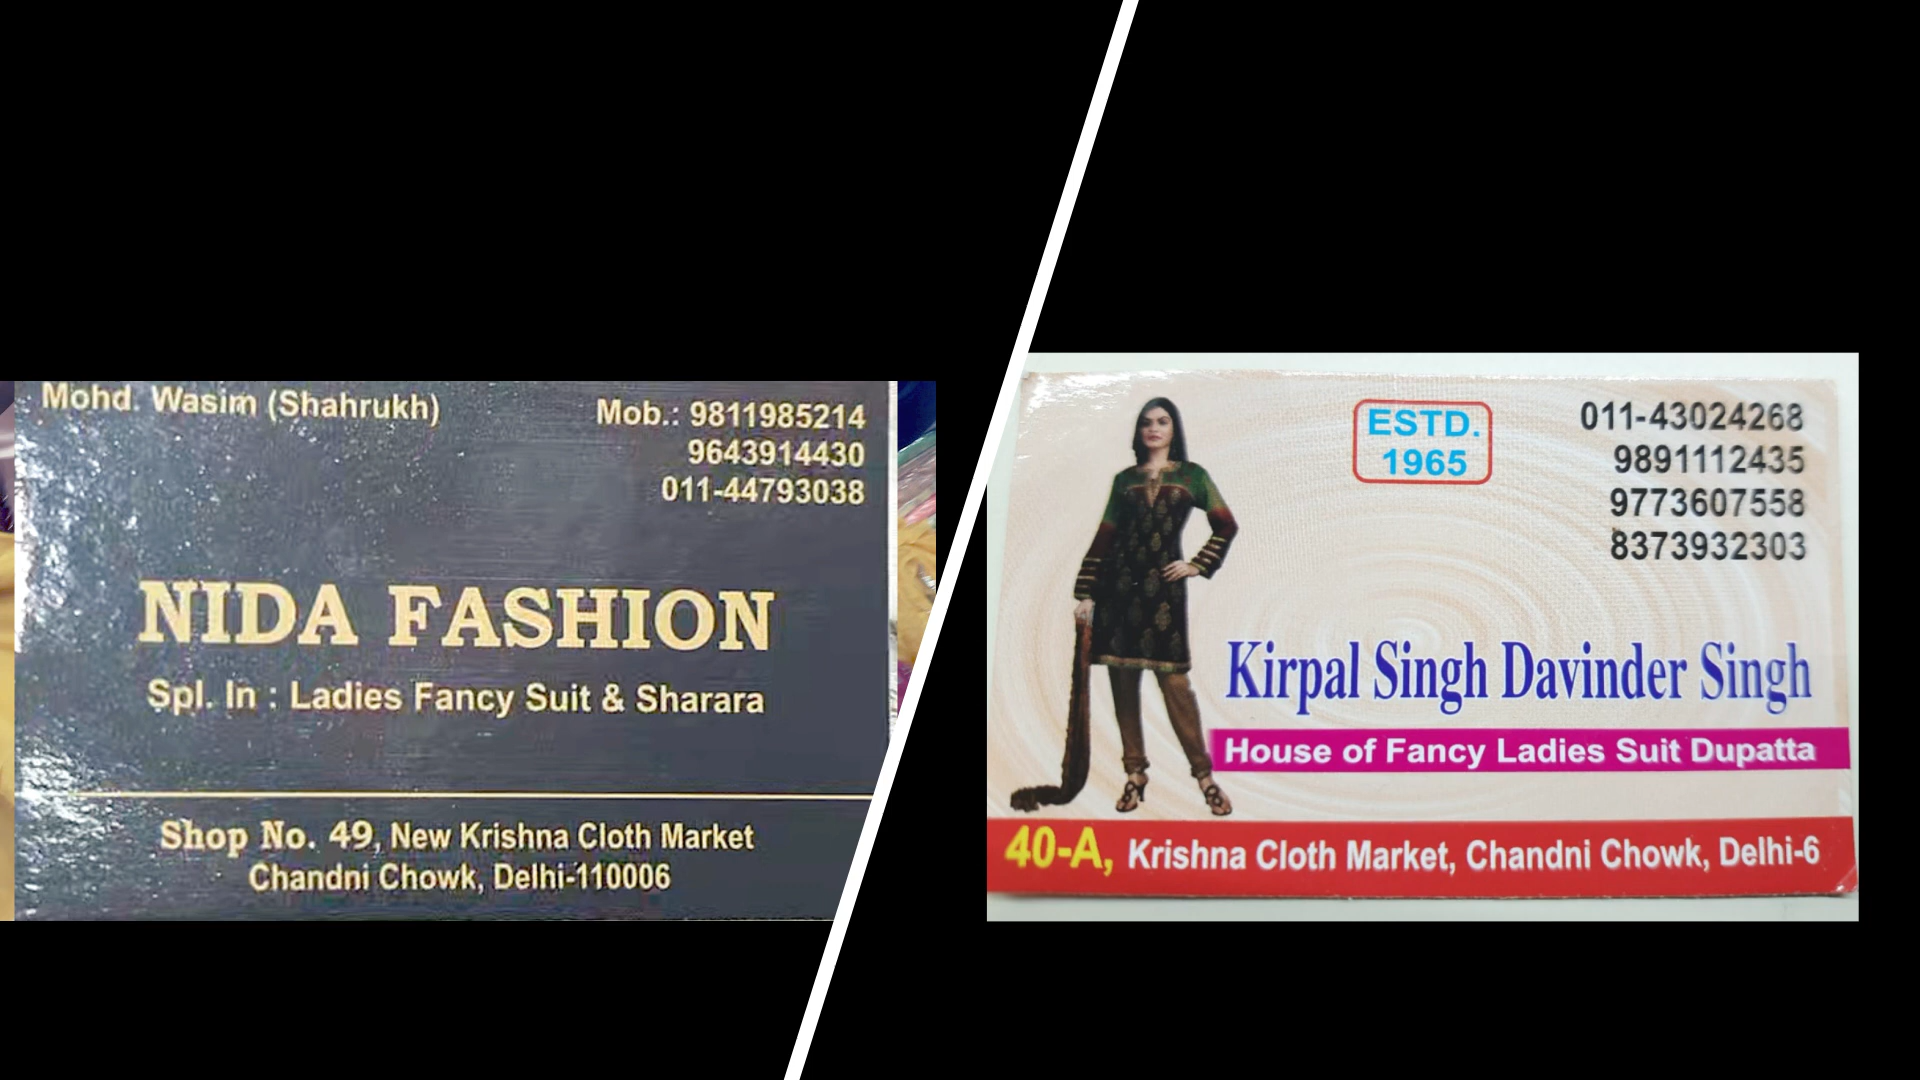 Mohd. Wasim (Shahrukh)
Mob.: 9811985214
9643914430
011-44793038
NIDA FASHION
Spl. In : Ladies Fancy Suit & Sharara
Shop No. 49, New Krishna Cloth Market
Chandni Chowk, Delhi-110006
ESTD.
1965
011-43024268
9891112435
9773607558
8373932303
Kirpal Singh Davinder Singh
House of Fancy Ladies Suit Dupatta
40-A, Krishna Cloth Market, Chandni Chowk, Delhi-6